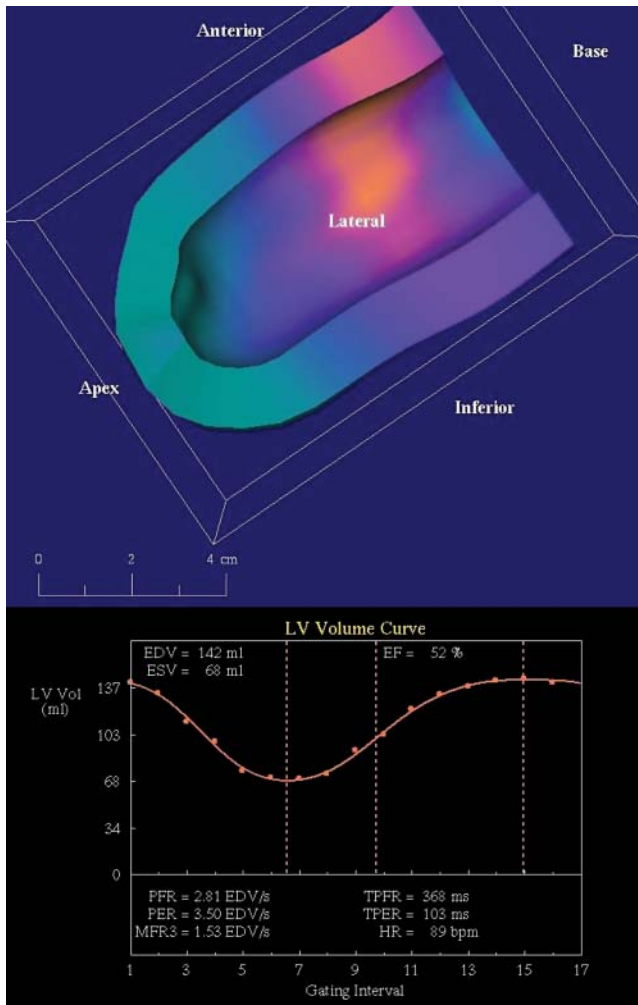 Anterior
Base
Lateral
Apex
Inferior
0 2 4 cm
LV Volume Curve
EDV = 142 ml EF = 52 %
ESV = 68 ml
LV Vol
(ml)
137
103
68
34
0
PFR = 2.81 EDV/s TPFR = 368 ms
PER = 3.50 EDV/s TPER = 103 ms
MFR3 = 1.53 EDV/s HR = 89 bpm
1 3 5 7 9 11 13 15 17
Gating Interval